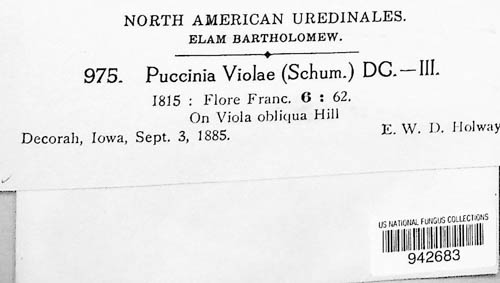 NORTH AMERICAN UREDINALES.
ELAM BARTHOLOMEW.
975. Puccinia Violae (Schum.) DC.—III.
1815 : Flore Franc. 6 : 62.
On Viola obliqua Hill
Decorah, Iowa, Sept. 3, 1885. E. W. D. Holway
US NATIONAL FUNGUS COLLECTIONS
942683